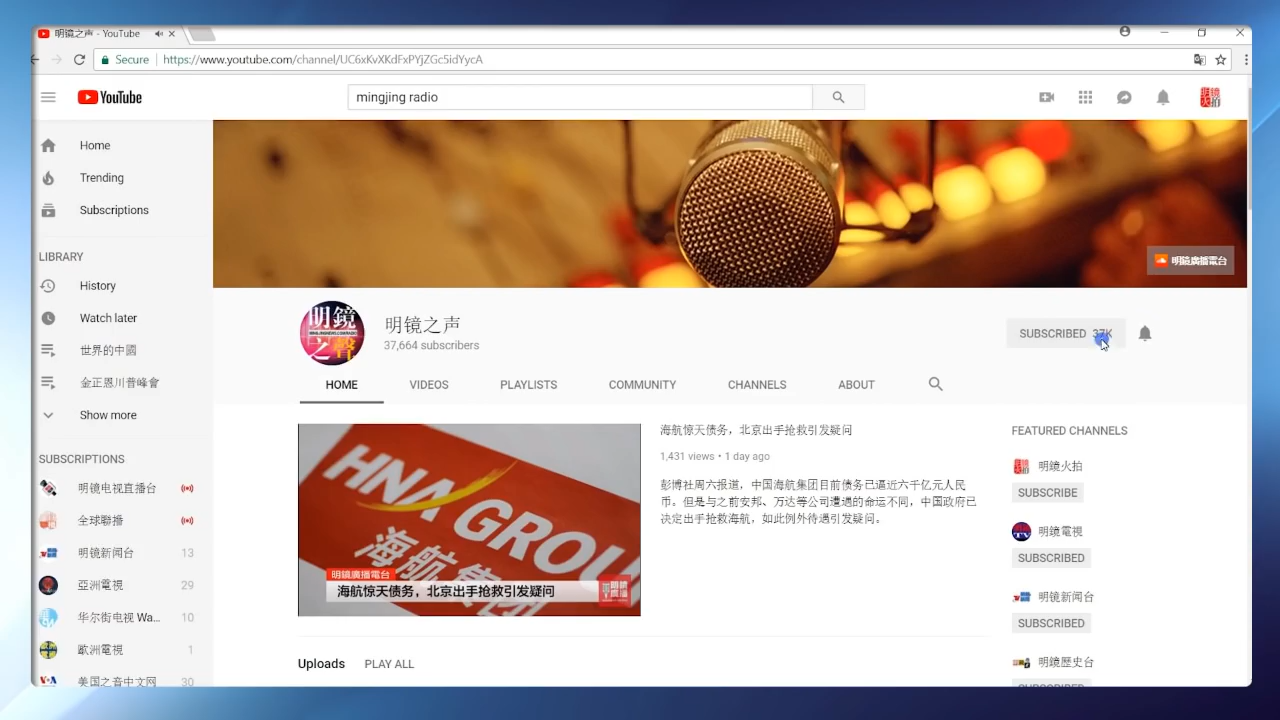 明镜之声 - YouTube
Secure
https://www.youtube.com/channel/UC6xKvXKdFxPYjZGc5idYycA
YouTube
mingjing radio
Home
Trending
Subscriptions
LIBRARY
History
Watch later
世界的中國
金正恩川普峰會
Show more
SUBSCRIPTIONS
明镜电视直播台
全球聯播
明镜新闻台 13
亞洲電視 29
华尔街电视 Wa... 10
歐洲電視 1
美国之音中文网 30
明鏡廣播電台
明鏡之聲
明镜之声
37,664 subscribers
SUBSCRIBED 37K
HOME
VIDEOS
PLAYLISTS
COMMUNITY
CHANNELS
ABOUT
HNA GROU
海航集团
明鏡廣播電台
海航惊天债务，北京出手抢救引发疑问
海航惊天债务，北京出手抢救引发疑问
1,431 views • 1 day ago
彭博社周六报道，中国海航集团目前债务已逼近六千亿元人民
币。但是与之前安邦、万达等公司遭遇的命运不同，中国政府已
决定出手抢救海航，如此例外待遇引发疑问。
FEATURED CHANNELS
明鏡火拍
SUBSCRIBE
明鏡電視
SUBSCRIBED
明鏡新闻台
SUBSCRIBED
明鏡歷史台
SUBSCRIBED
Uploads
PLAY ALL